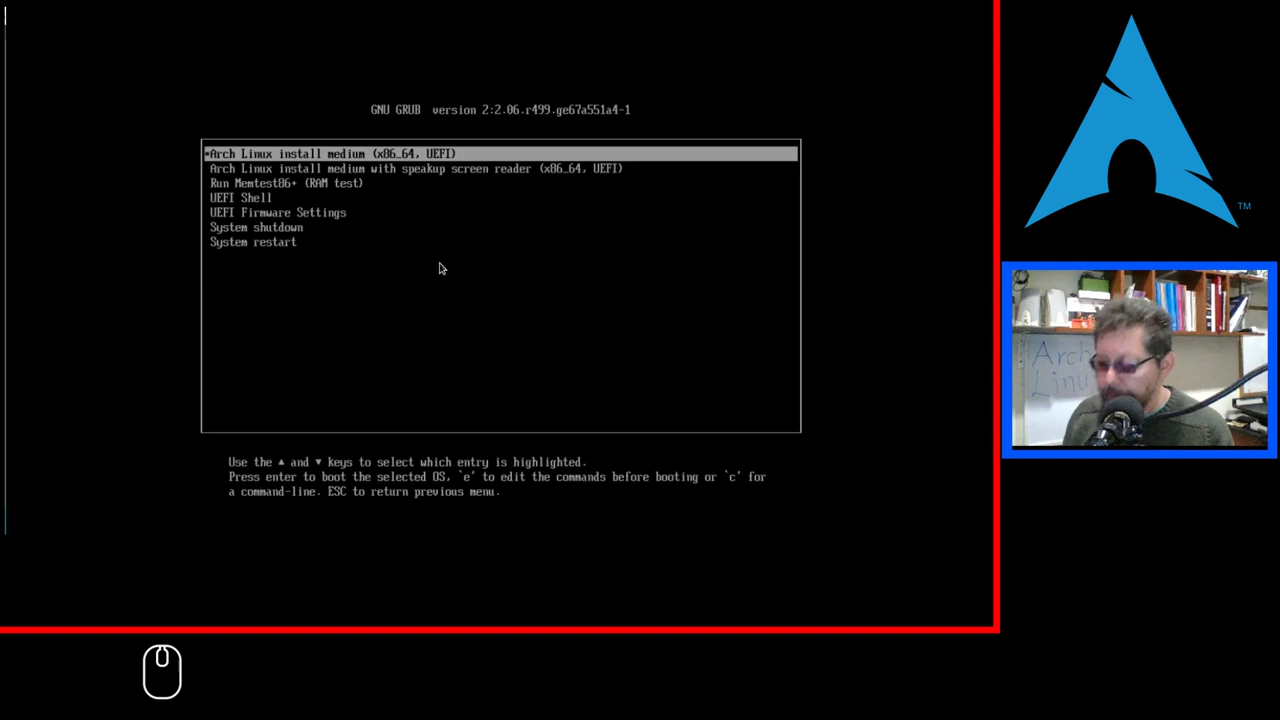 GNU GRUB  version 2:2.06.r499.ge67a551a4-1
*Arch Linux install medium (x86_64, UEFI)
Arch Linux install medium with speakup screen reader (x86_64, UEFI)
Run Memtest86+ (RAM test)
UEFI Shell
UEFI Firmware Settings
System shutdown
System restart
Use the ▲ and ▼ keys to select which entry is highlighted.
Press enter to boot the selected OS, `e' to edit the commands before booting or `c' for
a command-line. ESC to return previous menu.
TM
Arch
Linu